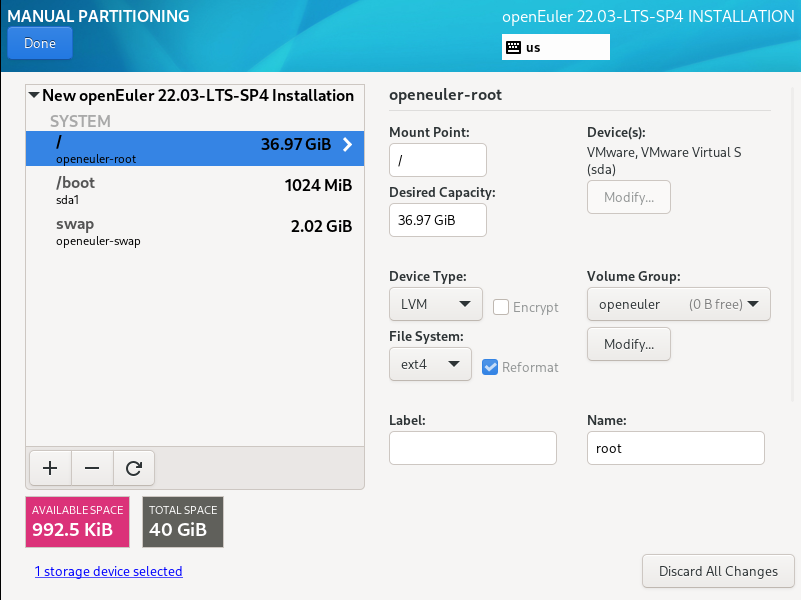 MANUAL PARTITIONING
openEuler 22.03-LTS-SP4 INSTALLATION
Done
us
New openEuler 22.03-LTS-SP4 Installation
SYSTEM
/ 36.97 GiB
openeuler-root
/boot 1024 MiB
sda1
swap 2.02 GiB
openeuler-swap
AVAILABLE SPACE
992.5 KiB
TOTAL SPACE
40 GiB
1 storage device selected
openeuler-root
Mount Point:
/
Desired Capacity:
36.97 GiB
Device(s):
VMware, VMware Virtual S
(sda)
Modify...
Device Type:
LVM
Encrypt
Volume Group:
openeuler (0 B free)
Modify...
File System:
ext4
Reformat
Label:
Name:
root
Discard All Changes